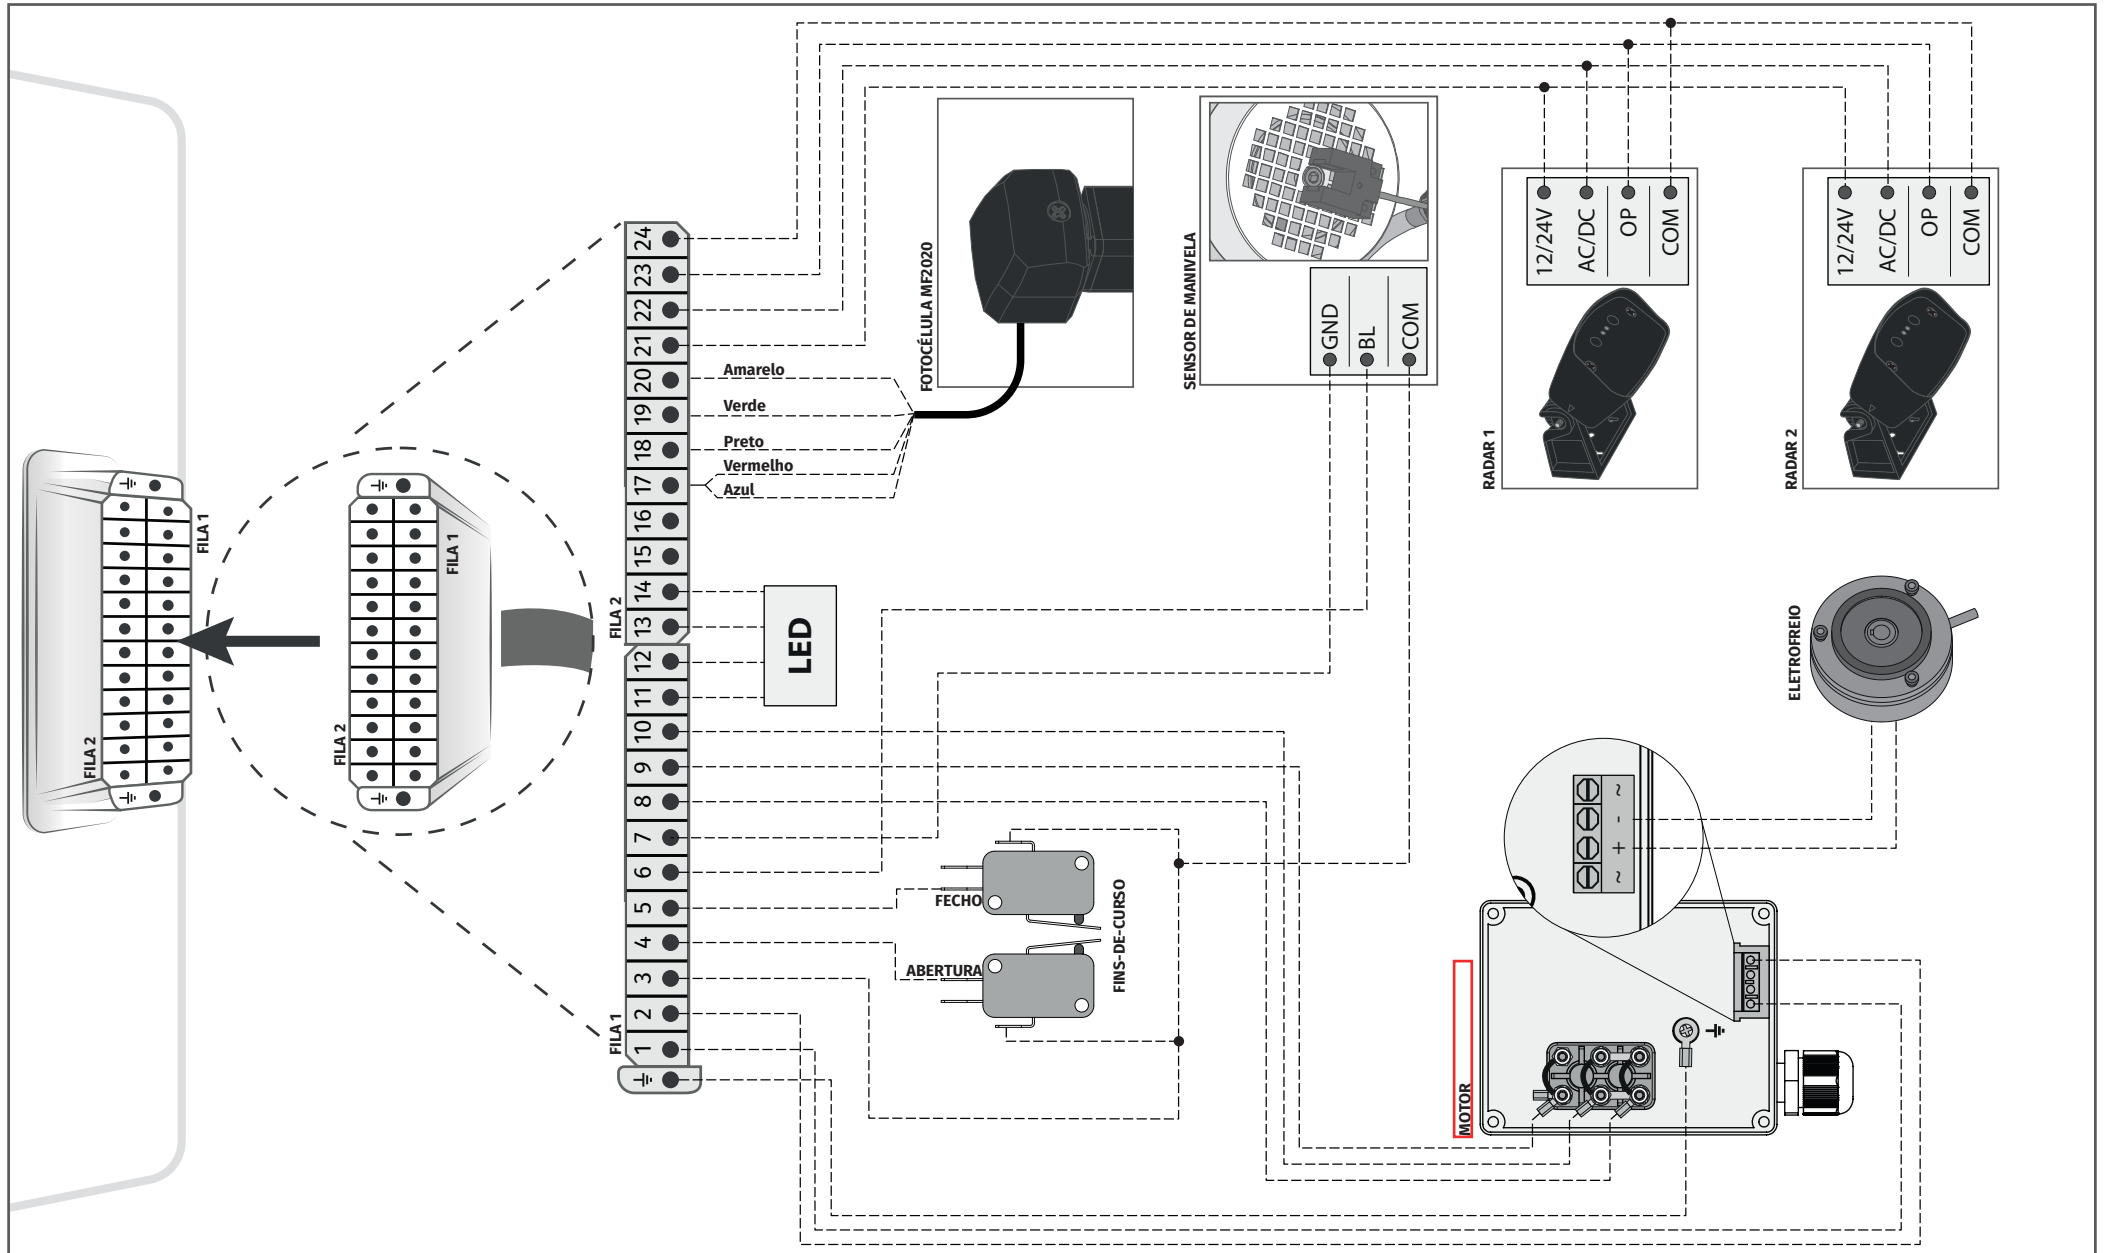 FILA 1
FILA 2
FILA 1
FILA 2
FILA 2
FILA 1
24
23
22
21
20
19
18
17
16
15
14
13
12
11
10
9
8
7
6
5
4
3
2
1
Amarelo
Verde
Preto
Vermelho
Azul
LED
FOTOCÉLULA MF2020
SENSOR DE MANIVELA
GND
BL
COM
RADAR 1
12/24V
AC/DC
OP
COM
RADAR 2
12/24V
AC/DC
OP
COM
FECHO
ABERTURA
FINS-DE-CURSO
ELETROFREIO
~
-
+
~
MOTOR